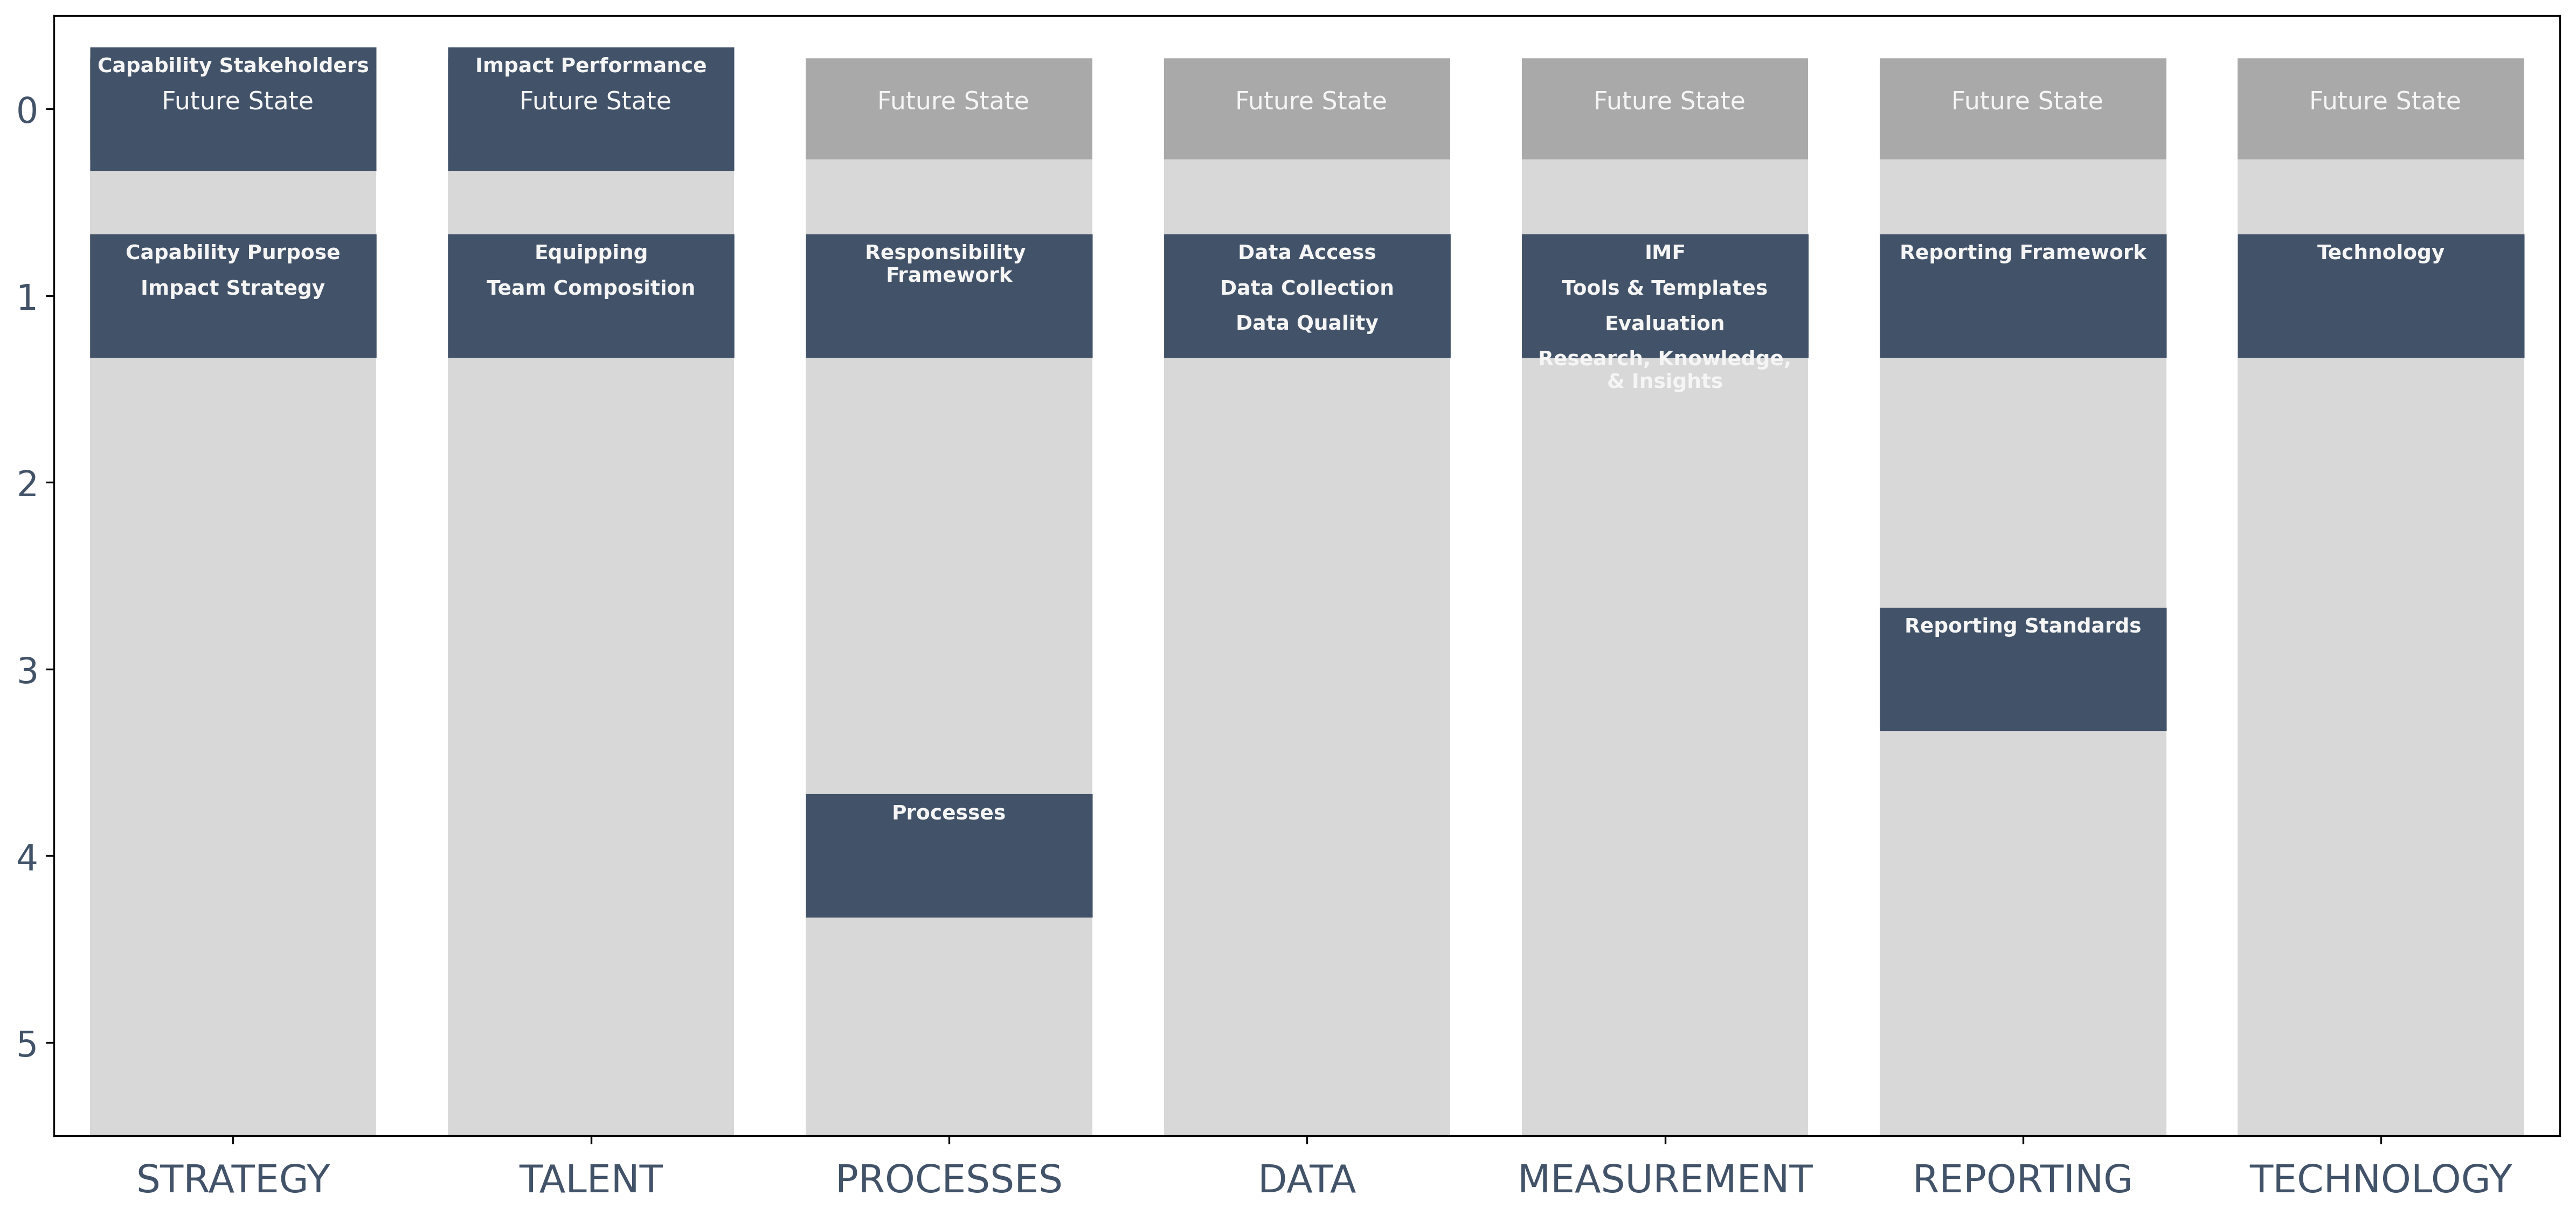 Capability Stakeholders
Impact Performance
0
Future State
Future State
Future State
Future State
Future State
Future State
Future State
Capability Purpose
Equipping
Responsibility
Framework
Data Access
IMF
Reporting Framework
Technology
1
Impact Strategy
Team Composition
Data Collection
Tools & Templates
Data Quality
Evaluation
Research, Knowledge,
& Insights
2
Reporting Standards
3
Processes
4
5
STRATEGY
TALENT
PROCESSES
DATA
MEASUREMENT
REPORTING
TECHNOLOGY